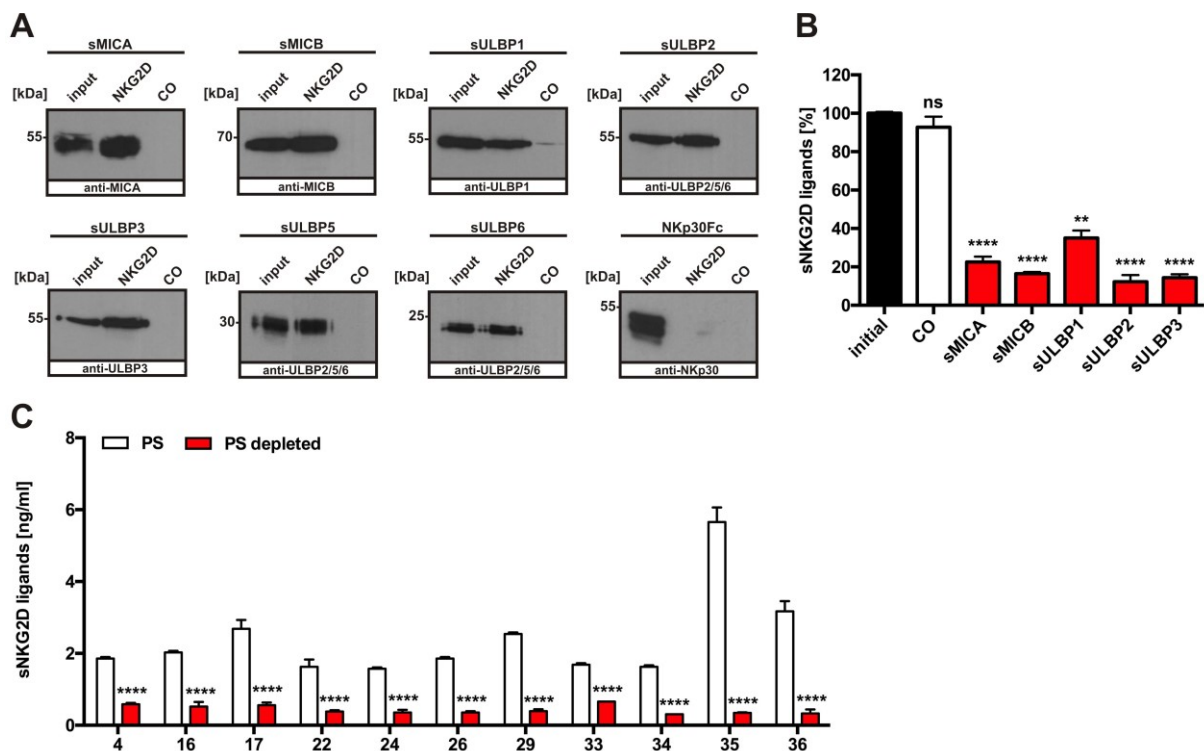 A
sMICA
sMICB
sULBP1
sULBP2
[kDa] input NKG2D CO
[kDa] input NKG2D CO
[kDa] input NKG2D CO
[kDa] input NKG2D CO
55
70
55
55
anti-MICA
anti-MICB
anti-ULBP1
anti-ULBP2/5/6
sULBP3
sULBP5
sULBP6
NKp30Fc
[kDa] input NKG2D CO
[kDa] input NKG2D CO
[kDa] input NKG2D CO
[kDa] input NKG2D CO
55
30
25
55
anti-ULBP3
anti-ULBP2/5/6
anti-ULBP2/5/6
anti-NKp30
B
sNKG2D ligands [%]
120
100
80
60
40
20
0
ns
****
****
**
****
****
initial
CO
sMICA
sMICB
sULBP1
sULBP2
sULBP3
C
PS
PS depleted
sNKG2D ligands [ng/ml]
8
6
4
2
0
**** **** **** **** **** **** **** **** **** **** ****
4 16 17 22 24 26 29 33 34 35 36